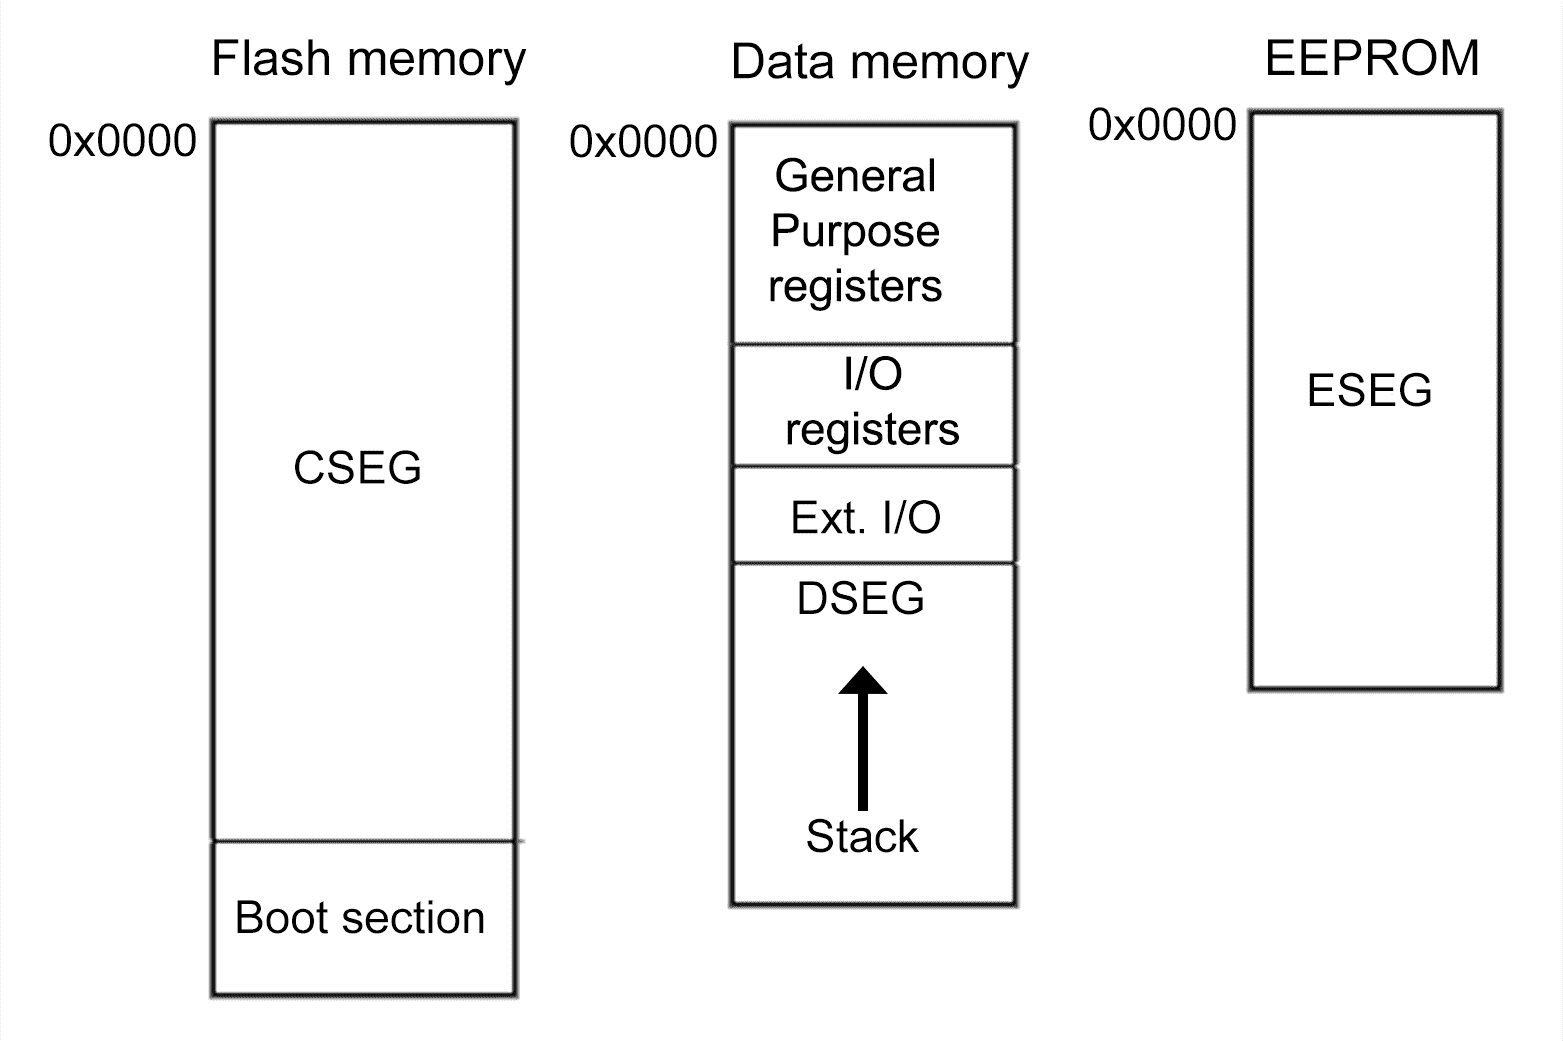 Flash memory
0x0000
CSEG
Boot section
Data memory
0x0000
General
Purpose
registers
I/O
registers
Ext. I/O
DSEG
Stack
EEPROM
0x0000
ESEG